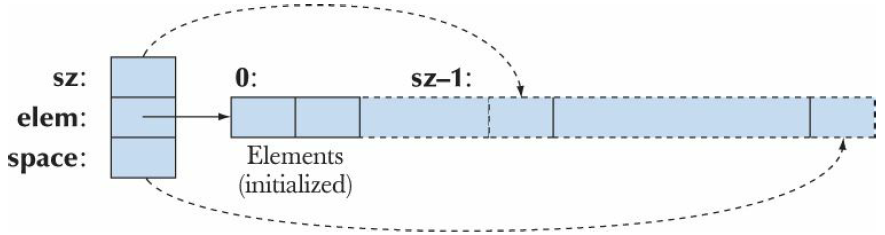 sz:
0:
sz–1:
elem:
space:
Elements
(initialized)